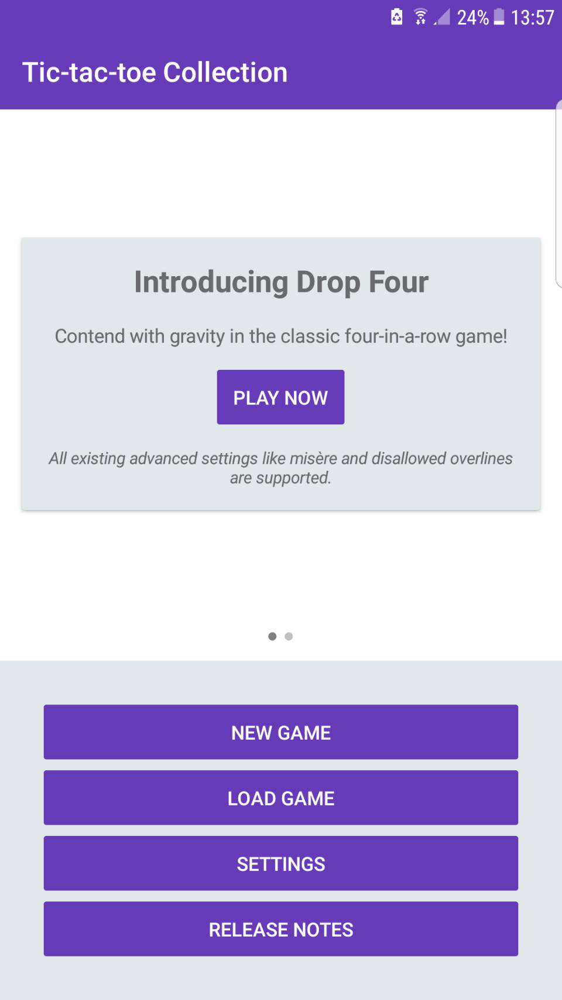 24% 13:57
Tic-tac-toe Collection
Introducing Drop Four
Contend with gravity in the classic four-in-a-row game!
PLAY NOW
All existing advanced settings like misère and disallowed overlines
are supported.
NEW GAME
LOAD GAME
SETTINGS
RELEASE NOTES